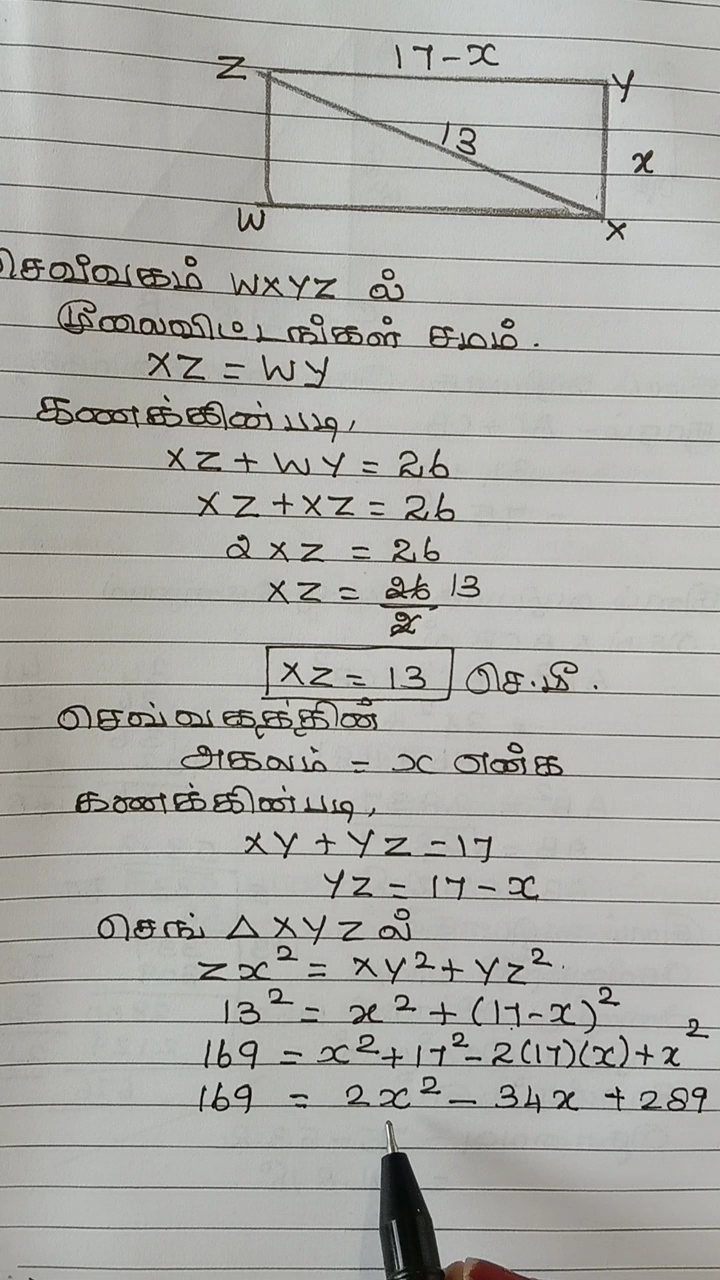 17-x
Z Y
13
x
W X
செவ்வகம் WXYZ ல்
மூலைவிட்டங்கள் சமம்.
XZ = WY
கணக்கின்படி,
XZ + WY = 26
XZ + XZ = 26
2 XZ = 26
XZ = 26/2 13
XZ = 13 செ.மீ.
செவ்வகத்தின்
அகலம் = x என்க
கணக்கின்படி,
XY + YZ = 17
YZ = 17 - x
செங் Δ XYZ ல்
ZX² = XY² + YZ².
13² = x² + (17-x)²
169 = x² + 17² - 2(17)(x) + x²
169 = 2x² - 34x + 289